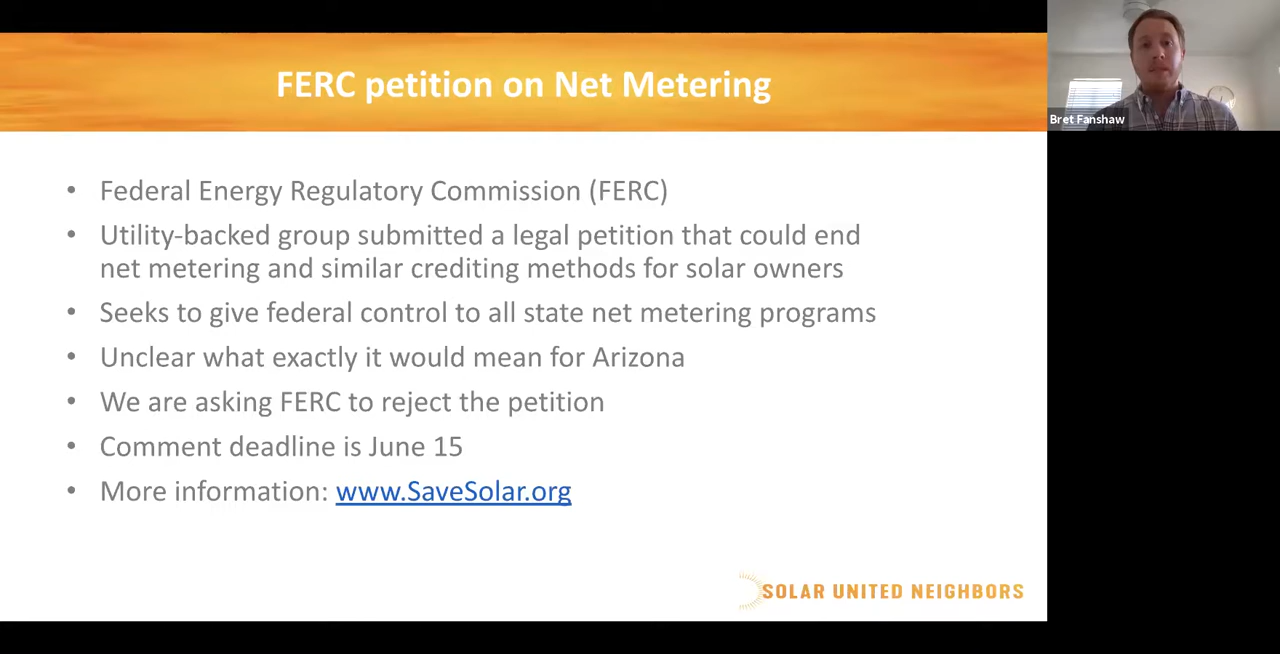 FERC petition on Net Metering
Bret Fanshaw
• Federal Energy Regulatory Commission (FERC)
• Utility-backed group submitted a legal petition that could end
net metering and similar crediting methods for solar owners
• Seeks to give federal control to all state net metering programs
• Unclear what exactly it would mean for Arizona
• We are asking FERC to reject the petition
• Comment deadline is June 15
• More information: www.SaveSolar.org
SOLAR UNITED NEIGHBORS